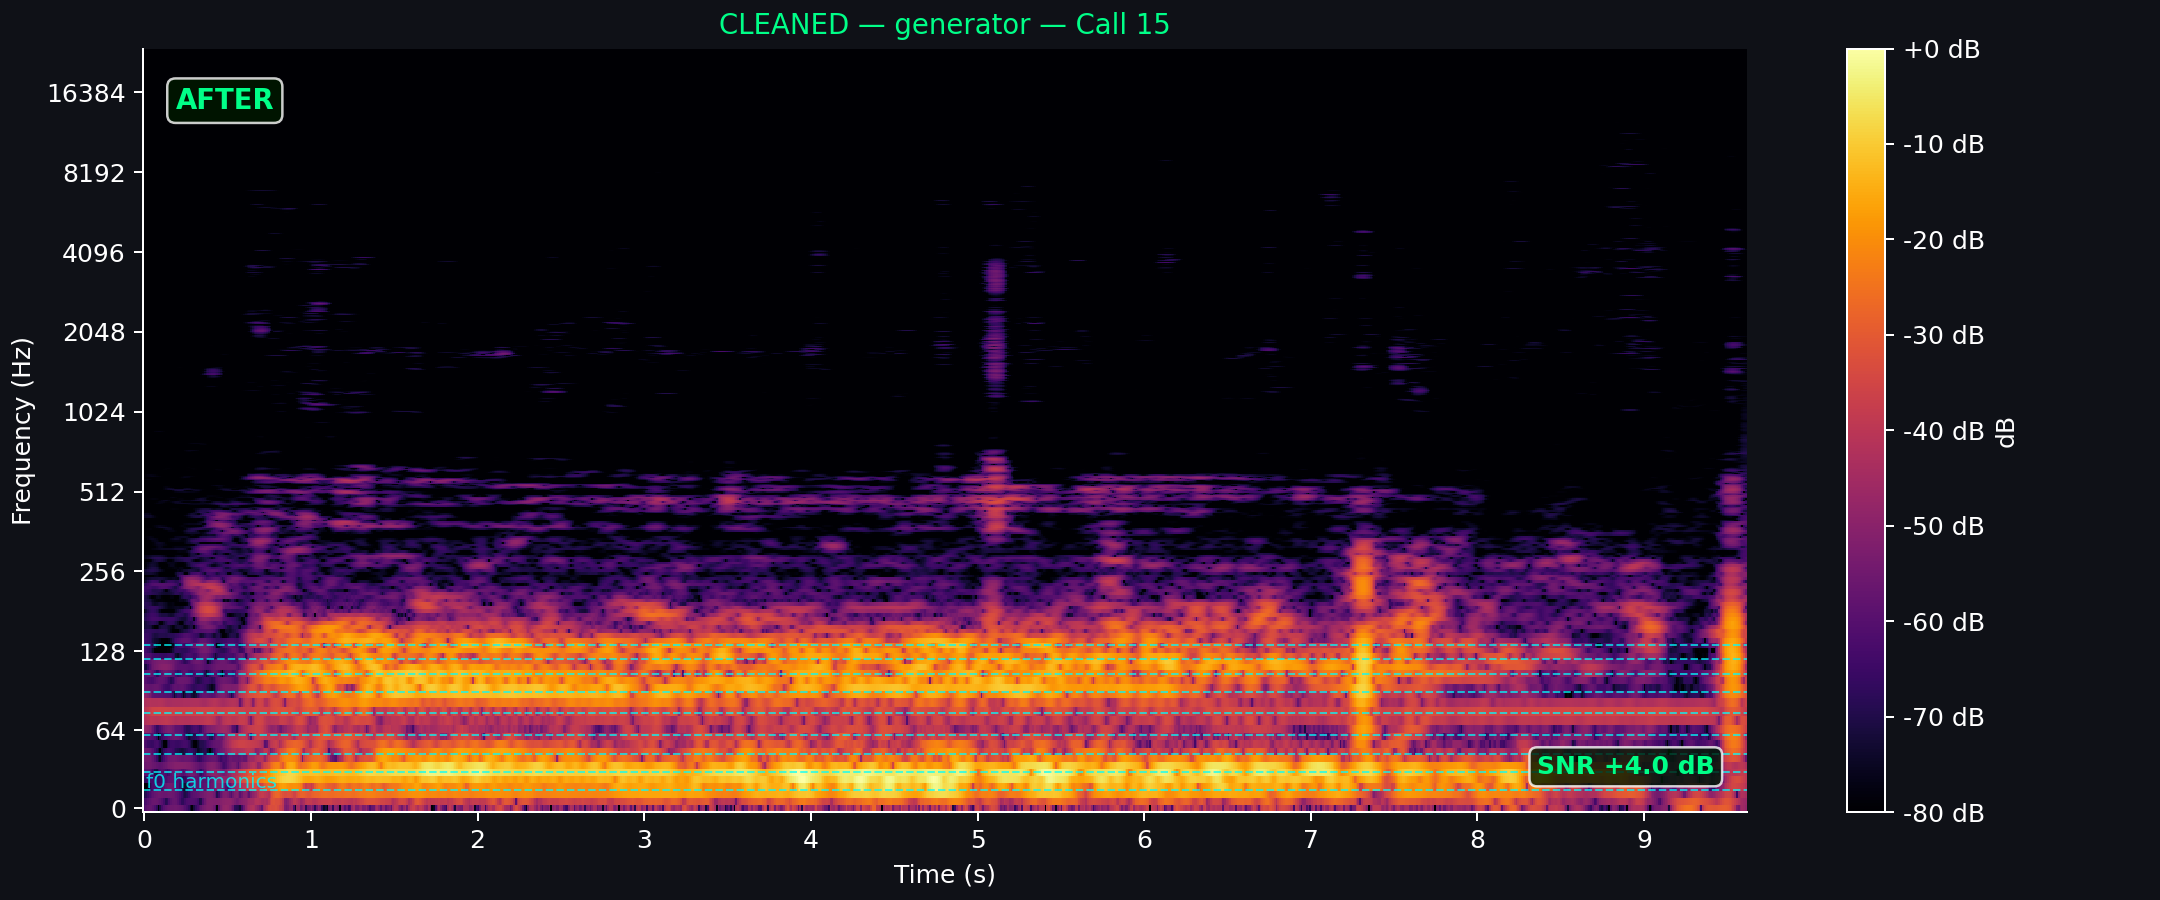 CLEANED — generator — Call 15
AFTER
Frequency (Hz)
16384
8192
4096
2048
1024
512
256
128
64
0
f0 harmonics
SNR +4.0 dB
0 1 2 3 4 5 6 7 8 9
Time (s)
+0 dB
-10 dB
-20 dB
-30 dB
-40 dB
-50 dB
-60 dB
-70 dB
-80 dB
dB